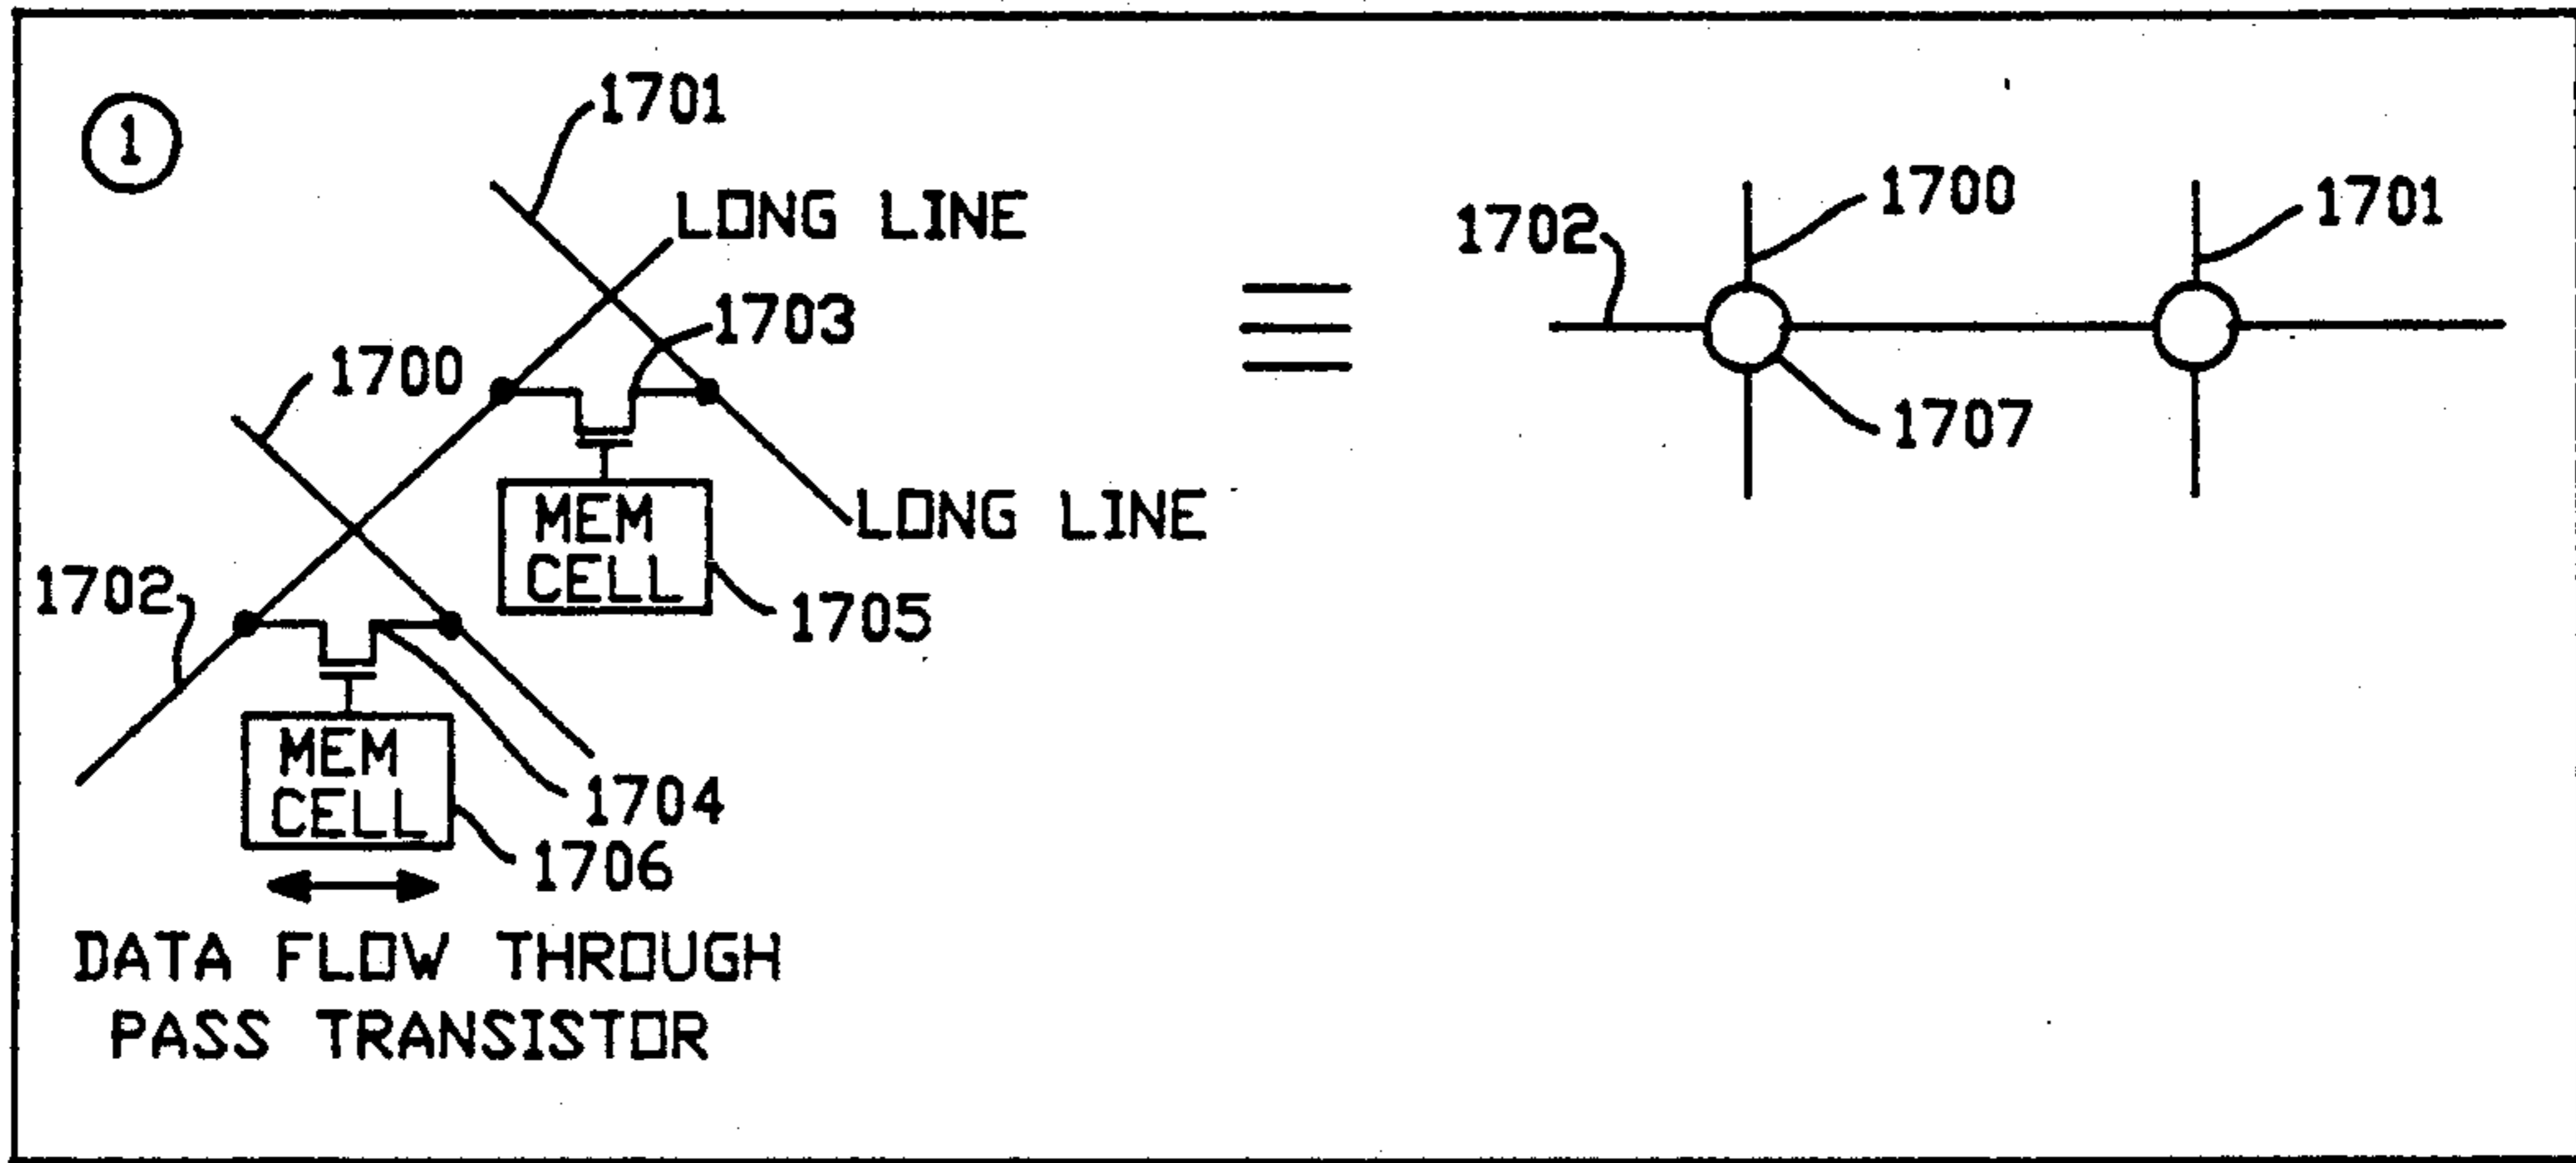 1
1701
LONG LINE
1703
1700
LONG LINE
MEM
CELL
1705
1702
MEM
CELL
1704
1706
DATA FLOW THROUGH
PASS TRANSISTOR
1702
1700
1701
1707